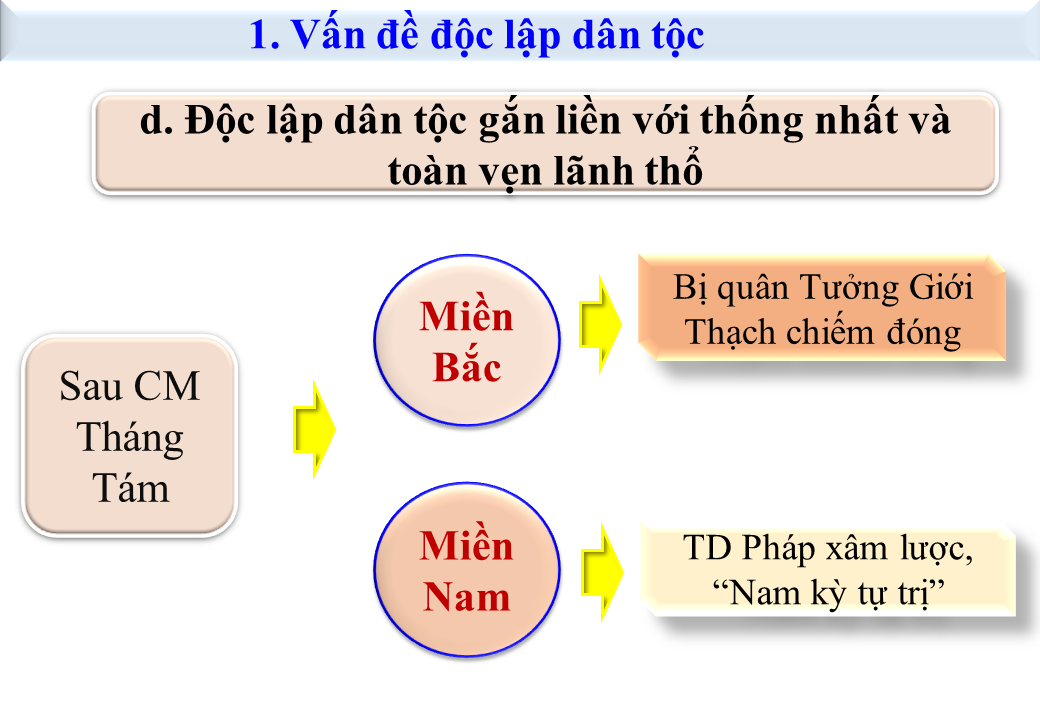 1. Vấn đề độc lập dân tộc
d. Độc lập dân tộc gắn liền với thống nhất và
toàn vẹn lãnh thổ
Sau CM
Tháng
Tám
Miền
Bắc
Bị quân Tưởng Giới
Thạch chiếm đóng
Miền
Nam
TD Pháp xâm lược,
“Nam kỳ tự trị”